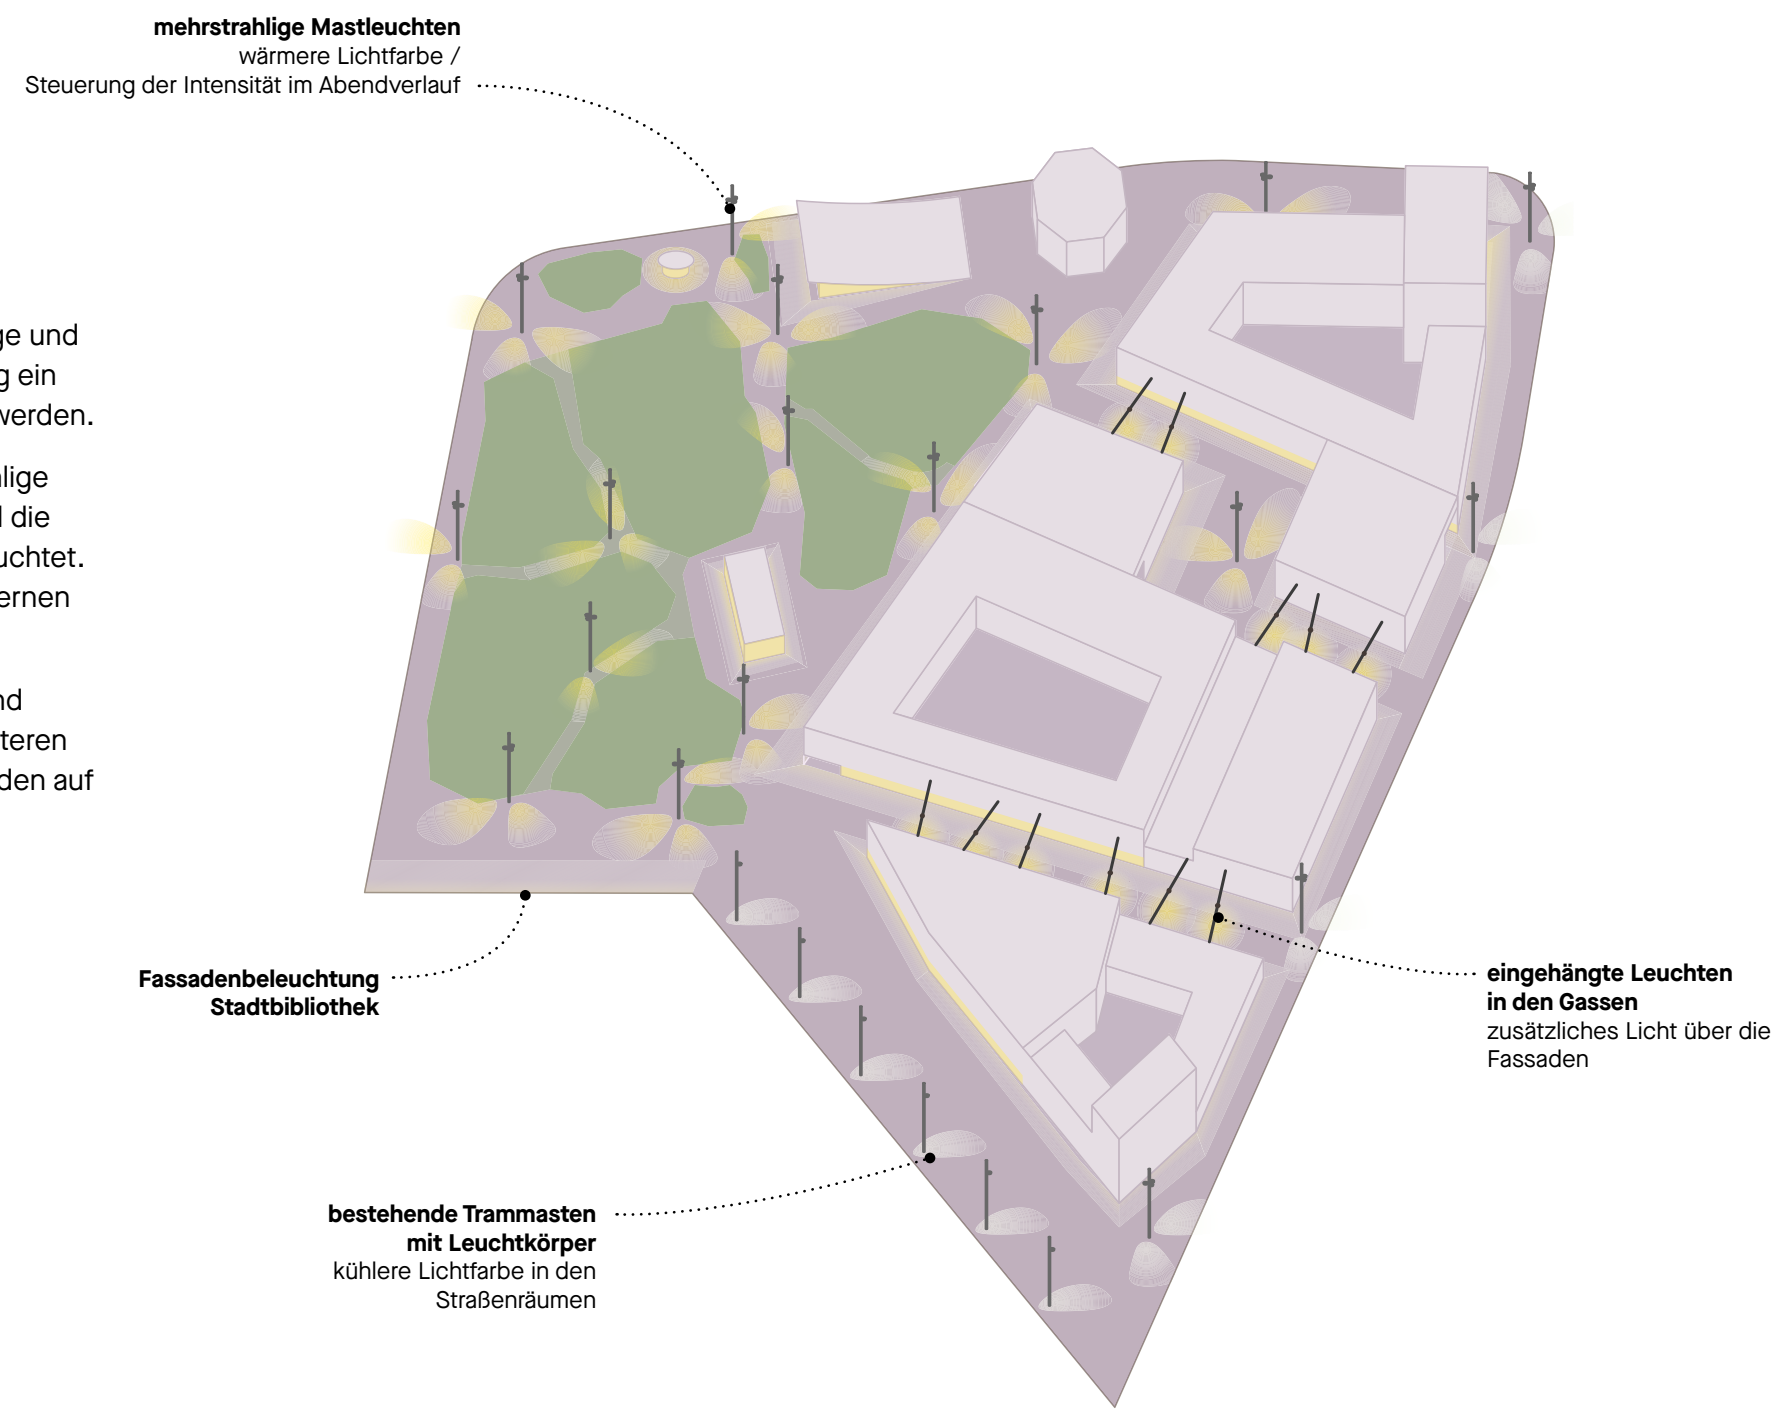 mehrstrahlige Mastleuchten
wärmere Lichtfarbe /
Steuerung der Intensität im Abendverlauf
ge und
g ein
werden.
lige
die
uchtet.
ernen
nd
teren
den auf
Fassadenbeleuchtung
Stadtbibliothek
eingehängte Leuchten
in den Gassen
zusätzliches Licht über die
Fassaden
bestehende Trammasten
mit Leuchtkörper
kühlere Lichtfarbe in den
Straßenräumen